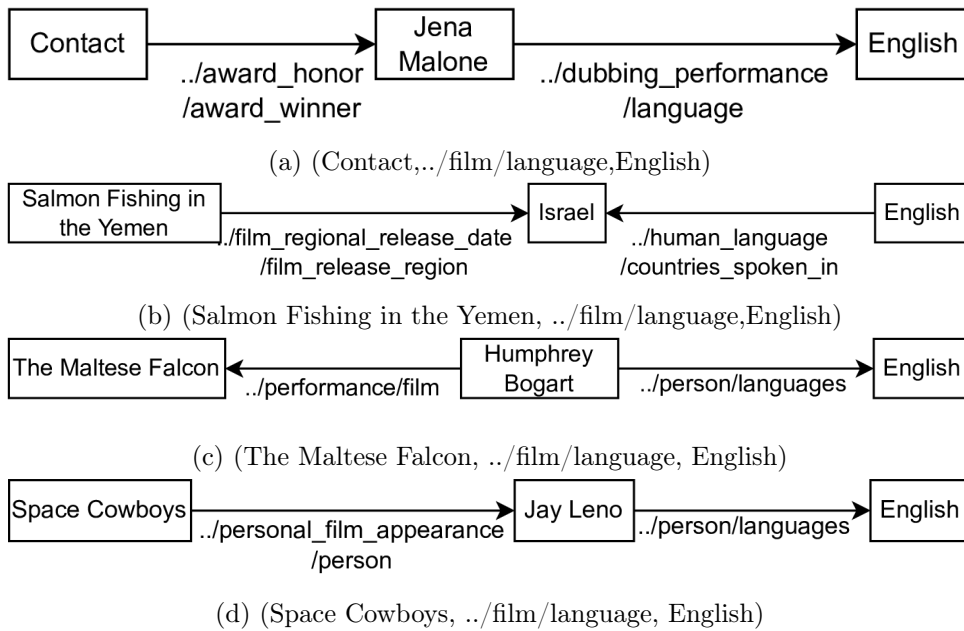 Contact
Jena
Malone
English
../award_honor
/award_winner
../dubbing_performance
/language
(a) (Contact,../film/language,English)
Salmon Fishing in
the Yemen
Israel
English
../film_regional_release_date
/film_release_region
../human_language
/countries_spoken_in
(b) (Salmon Fishing in the Yemen, ../film/language,English)
The Maltese Falcon
Humphrey
Bogart
English
../performance/film
../person/languages
(c) (The Maltese Falcon, ../film/language, English)
Space Cowboys
Jay Leno
English
../personal_film_appearance
/person
../person/languages
(d) (Space Cowboys, ../film/language, English)